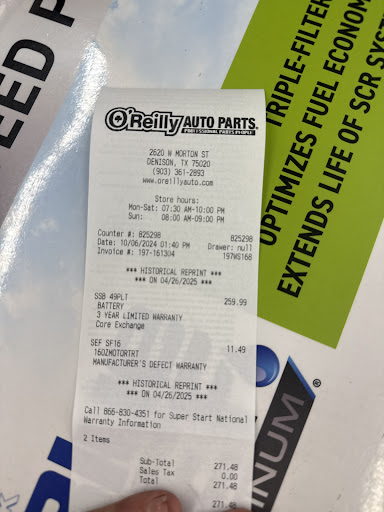 O'Reilly AUTO PARTS
PROFESSIONAL PARTS PEOPLE
2620 W MORTON ST
DENISON, TX 75020
(903) 361-2893
www.oreillyauto.com
Store hours:
Mon-Sat: 07:30 AM-10:00 PM
Sun: 08:00 AM-09:00 PM
Counter #: 825298 825298
Date: 10/06/2024 01:40 PM Drawer: null
Invoice #: 197-161304 197WS168
*** HISTORICAL REPRINT ***
*** ON 04/26/2025 ***
SSB 49PLT 259.99
BATTERY
3 YEAR LIMITED WARRANTY
Core Exchange
SEF SF16 11.49
16OZMOTORTRT
MANUFACTURER'S DEFECT WARRANTY
*** HISTORICAL REPRINT ***
*** ON 04/26/2025 ***
Call 866-830-4351 for Super Start National
Warranty Information
2 Items
Sub-Total 271.48
Sales Tax 0.00
Total 271.48
271.48
TRIPLE-FILTER
OPTIMIZES FUEL ECONOM
EXTENDS LIFE OF SCR SYS
EED P
INUM®